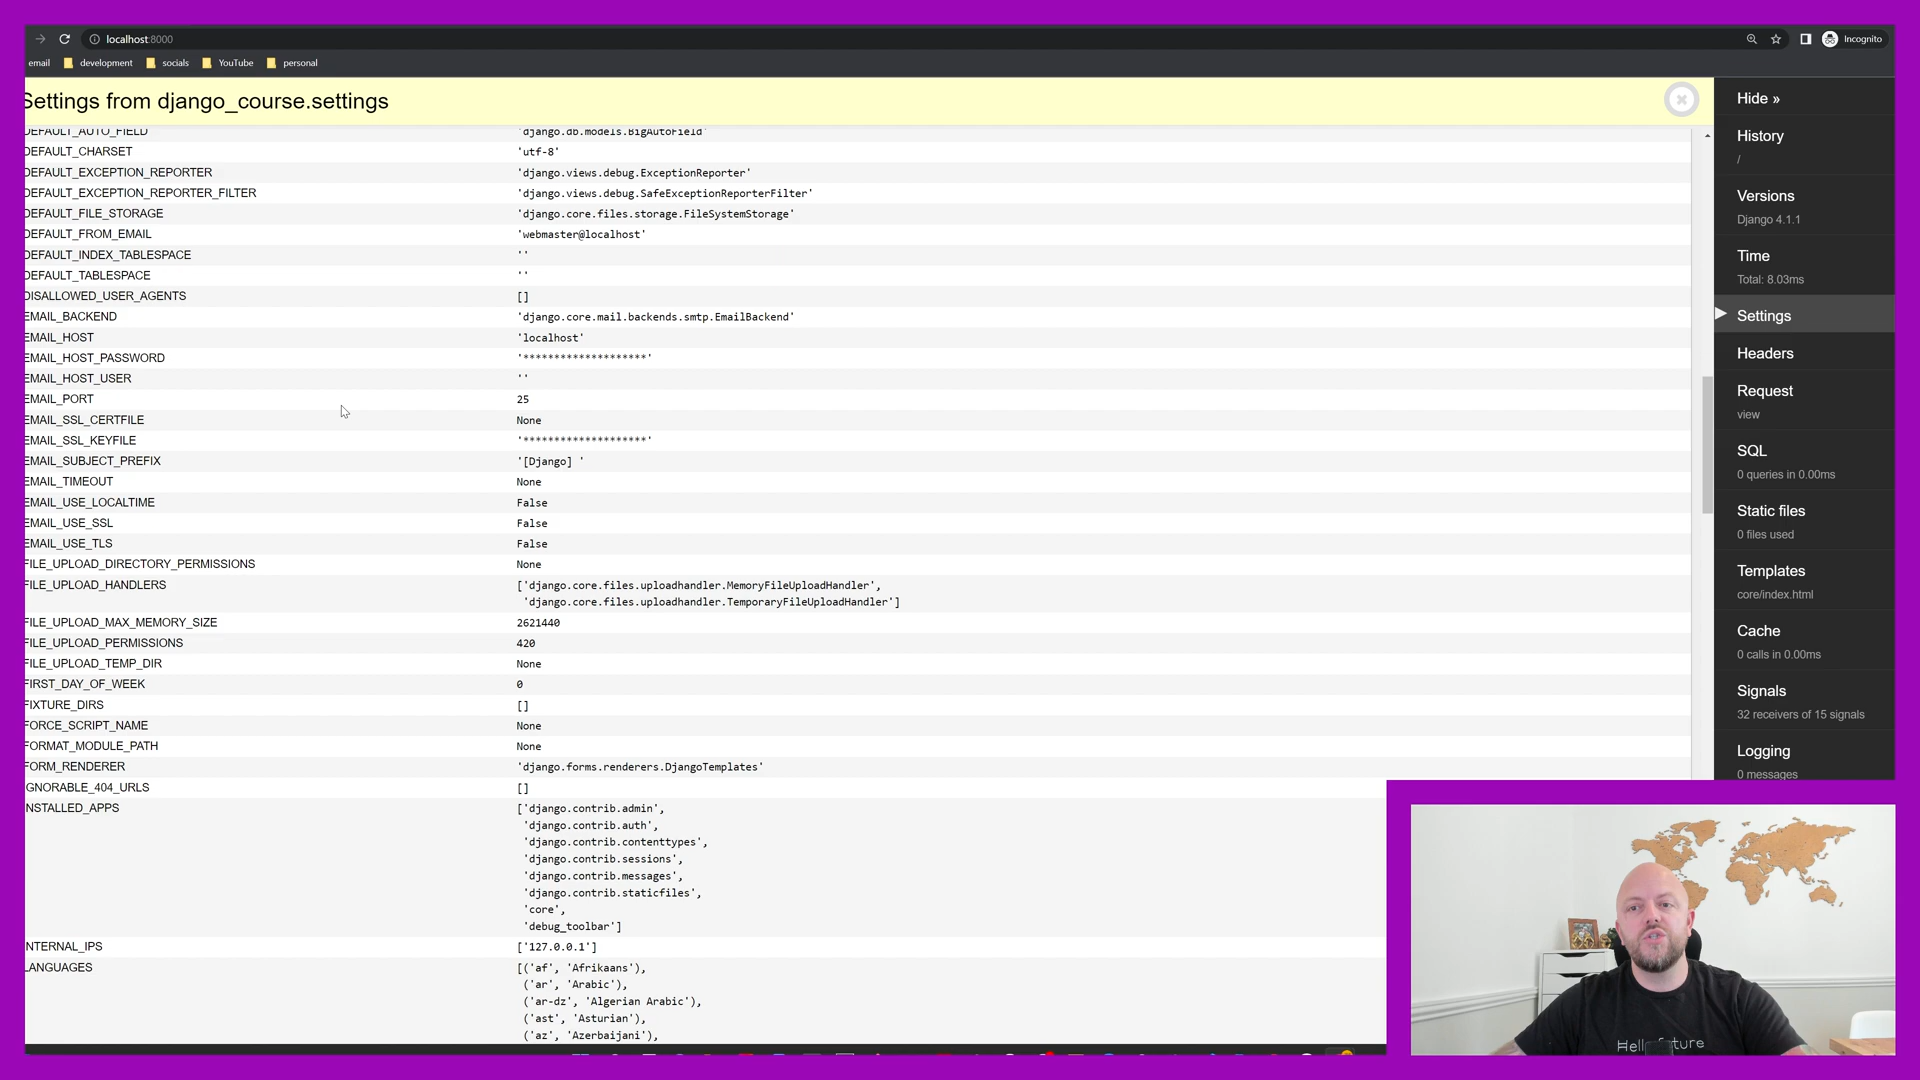 localhost:8000
Incognito
email
development
socials
YouTube
personal
Settings from django_course.settings
DEFAULT_AUTO_FIELD 'django.db.models.BigAutoField'
DEFAULT_CHARSET 'utf-8'
DEFAULT_EXCEPTION_REPORTER 'django.views.debug.ExceptionReporter'
DEFAULT_EXCEPTION_REPORTER_FILTER 'django.views.debug.SafeExceptionReporterFilter'
DEFAULT_FILE_STORAGE 'django.core.files.storage.FileSystemStorage'
DEFAULT_FROM_EMAIL 'webmaster@localhost'
DEFAULT_INDEX_TABLESPACE ''
DEFAULT_TABLESPACE ''
DISALLOWED_USER_AGENTS []
EMAIL_BACKEND 'django.core.mail.backends.smtp.EmailBackend'
EMAIL_HOST 'localhost'
EMAIL_HOST_PASSWORD '********************'
EMAIL_HOST_USER ''
EMAIL_PORT 25
EMAIL_SSL_CERTFILE None
EMAIL_SSL_KEYFILE '********************'
EMAIL_SUBJECT_PREFIX '[Django] '
EMAIL_TIMEOUT None
EMAIL_USE_LOCALTIME False
EMAIL_USE_SSL False
EMAIL_USE_TLS False
FILE_UPLOAD_DIRECTORY_PERMISSIONS None
FILE_UPLOAD_HANDLERS ['django.core.files.uploadhandler.MemoryFileUploadHandler',
'django.core.files.uploadhandler.TemporaryFileUploadHandler']
FILE_UPLOAD_MAX_MEMORY_SIZE 2621440
FILE_UPLOAD_PERMISSIONS 420
FILE_UPLOAD_TEMP_DIR None
FIRST_DAY_OF_WEEK 0
FIXTURE_DIRS []
FORCE_SCRIPT_NAME None
FORMAT_MODULE_PATH None
FORM_RENDERER 'django.forms.renderers.DjangoTemplates'
IGNORABLE_404_URLS []
INSTALLED_APPS ['django.contrib.admin',
'django.contrib.auth',
'django.contrib.contenttypes',
'django.contrib.sessions',
'django.contrib.messages',
'django.contrib.staticfiles',
'core',
'debug_toolbar']
INTERNAL_IPS ['127.0.0.1']
LANGUAGES [('af', 'Afrikaans'),
('ar', 'Arabic'),
('ar-dz', 'Algerian Arabic'),
('ast', 'Asturian'),
('az', 'Azerbaijani'),
Hide »
History
/
Versions
Django 4.1.1
Time
Total: 8.03ms
Settings
Headers
Request
view
SQL
0 queries in 0.00ms
Static files
0 files used
Templates
core/index.html
Cache
0 calls in 0.00ms
Signals
32 receivers of 15 signals
Logging
0 messages
Hello future